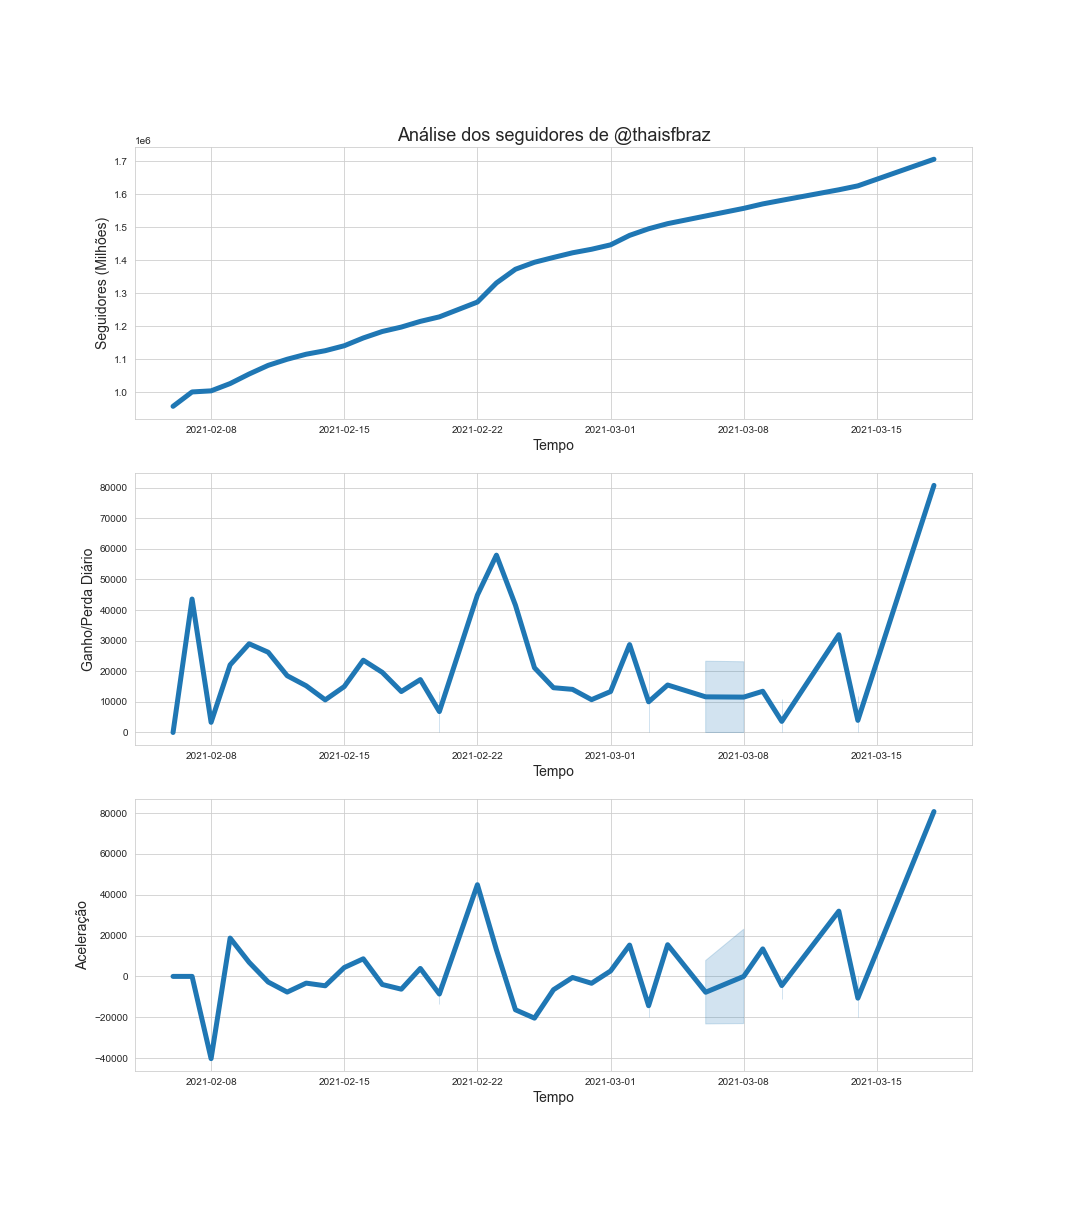 Análise dos seguidores de @thaisfbraz
1e6
Seguidores (Milhões)
1.7
1.6
1.5
1.4
1.3
1.2
1.1
1.0
2021-02-08 2021-02-15 2021-02-22 2021-03-01 2021-03-08 2021-03-15
Tempo
Ganho/Perda Diário
80000
70000
60000
50000
40000
30000
20000
10000
0
2021-02-08 2021-02-15 2021-02-22 2021-03-01 2021-03-08 2021-03-15
Tempo
Aceleração
80000
60000
40000
20000
0
−20000
−40000
2021-02-08 2021-02-15 2021-02-22 2021-03-01 2021-03-08 2021-03-15
Tempo